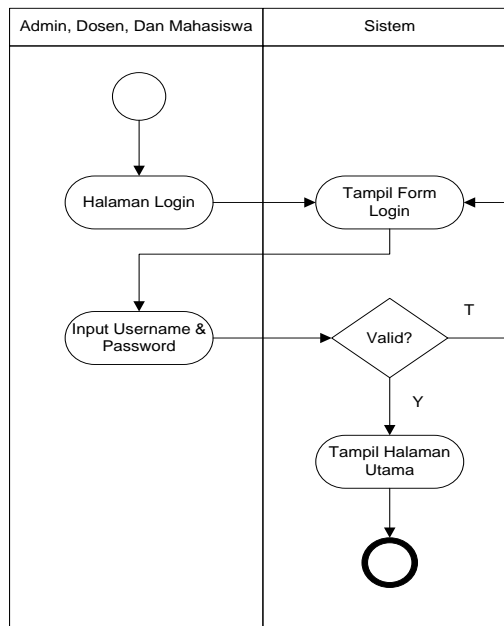 Admin, Dosen, Dan Mahasiswa
Sistem
Halaman Login
Tampil Form
Login
Input Username &
Password
Valid?
T
Y
Tampil Halaman
Utama